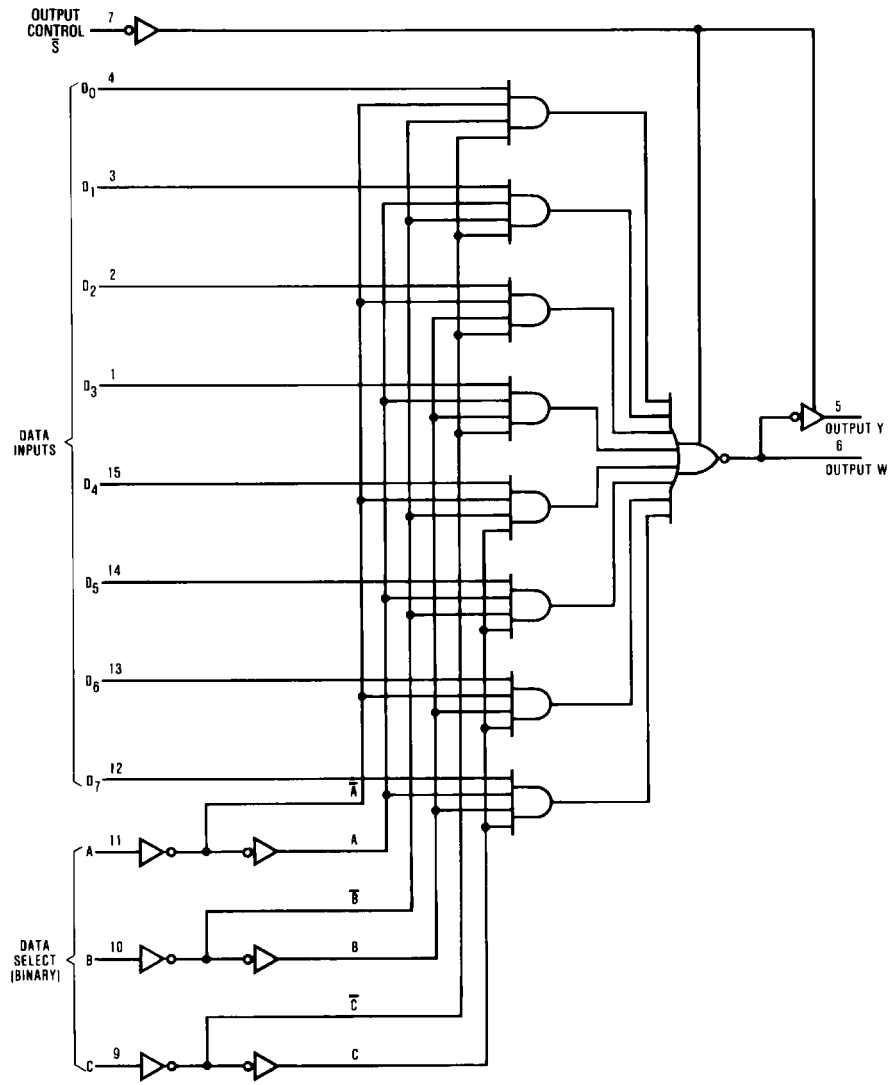 OUTPUT
CONTROL
S̅
7
D0 4
D1 3
D2 2
D3 1
DATA
INPUTS
D4 15
D5 14
D6 13
D7 12
5
OUTPUT Y
6
OUTPUT W
A̅
A 11
A
B̅
DATA
SELECT
(BINARY)
B 10
B
C̅
C 9
C